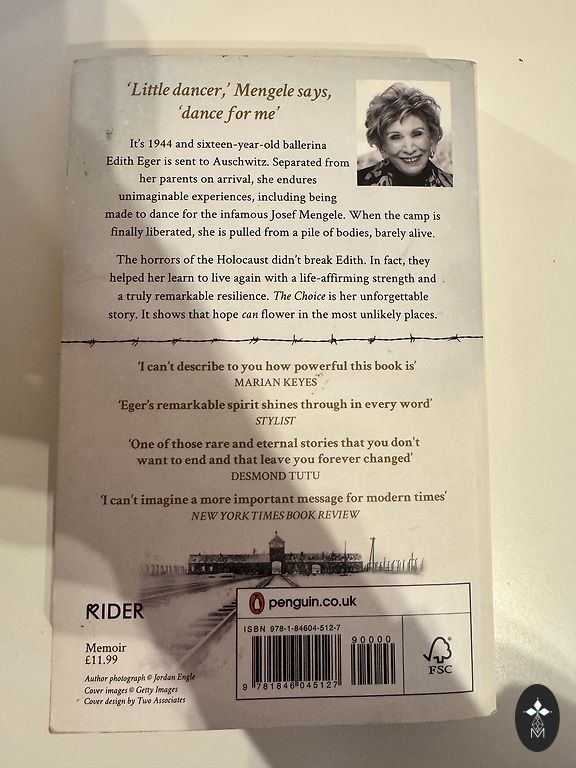 ‘Little dancer,’ Mengele says,
‘dance for me’
It’s 1944 and sixteen-year-old ballerina
Edith Eger is sent to Auschwitz. Separated from
her parents on arrival, she endures
unimaginable experiences, including being
made to dance for the infamous Josef Mengele. When the camp is
finally liberated, she is pulled from a pile of bodies, barely alive.
The horrors of the Holocaust didn’t break Edith. In fact, they
helped her learn to live again with a life-affirming strength and
a truly remarkable resilience. The Choice is her unforgettable
story. It shows that hope can flower in the most unlikely places.
‘I can’t describe to you how powerful this book is’
MARIAN KEYES
‘Eger’s remarkable spirit shines through in every word’
STYLIST
‘One of those rare and eternal stories that you don't
want to end and that leave you forever changed’
DESMOND TUTU
‘I can’t imagine a more important message for modern times’
NEW YORK TIMES BOOK REVIEW
RIDER
Memoir
£11.99
Author photograph © Jordan Engle
Cover images © Getty Images
Cover design by Two Associates
penguin.co.uk
ISBN 978-1-84604-512-7
90000
9 781846 045127
FSC
M